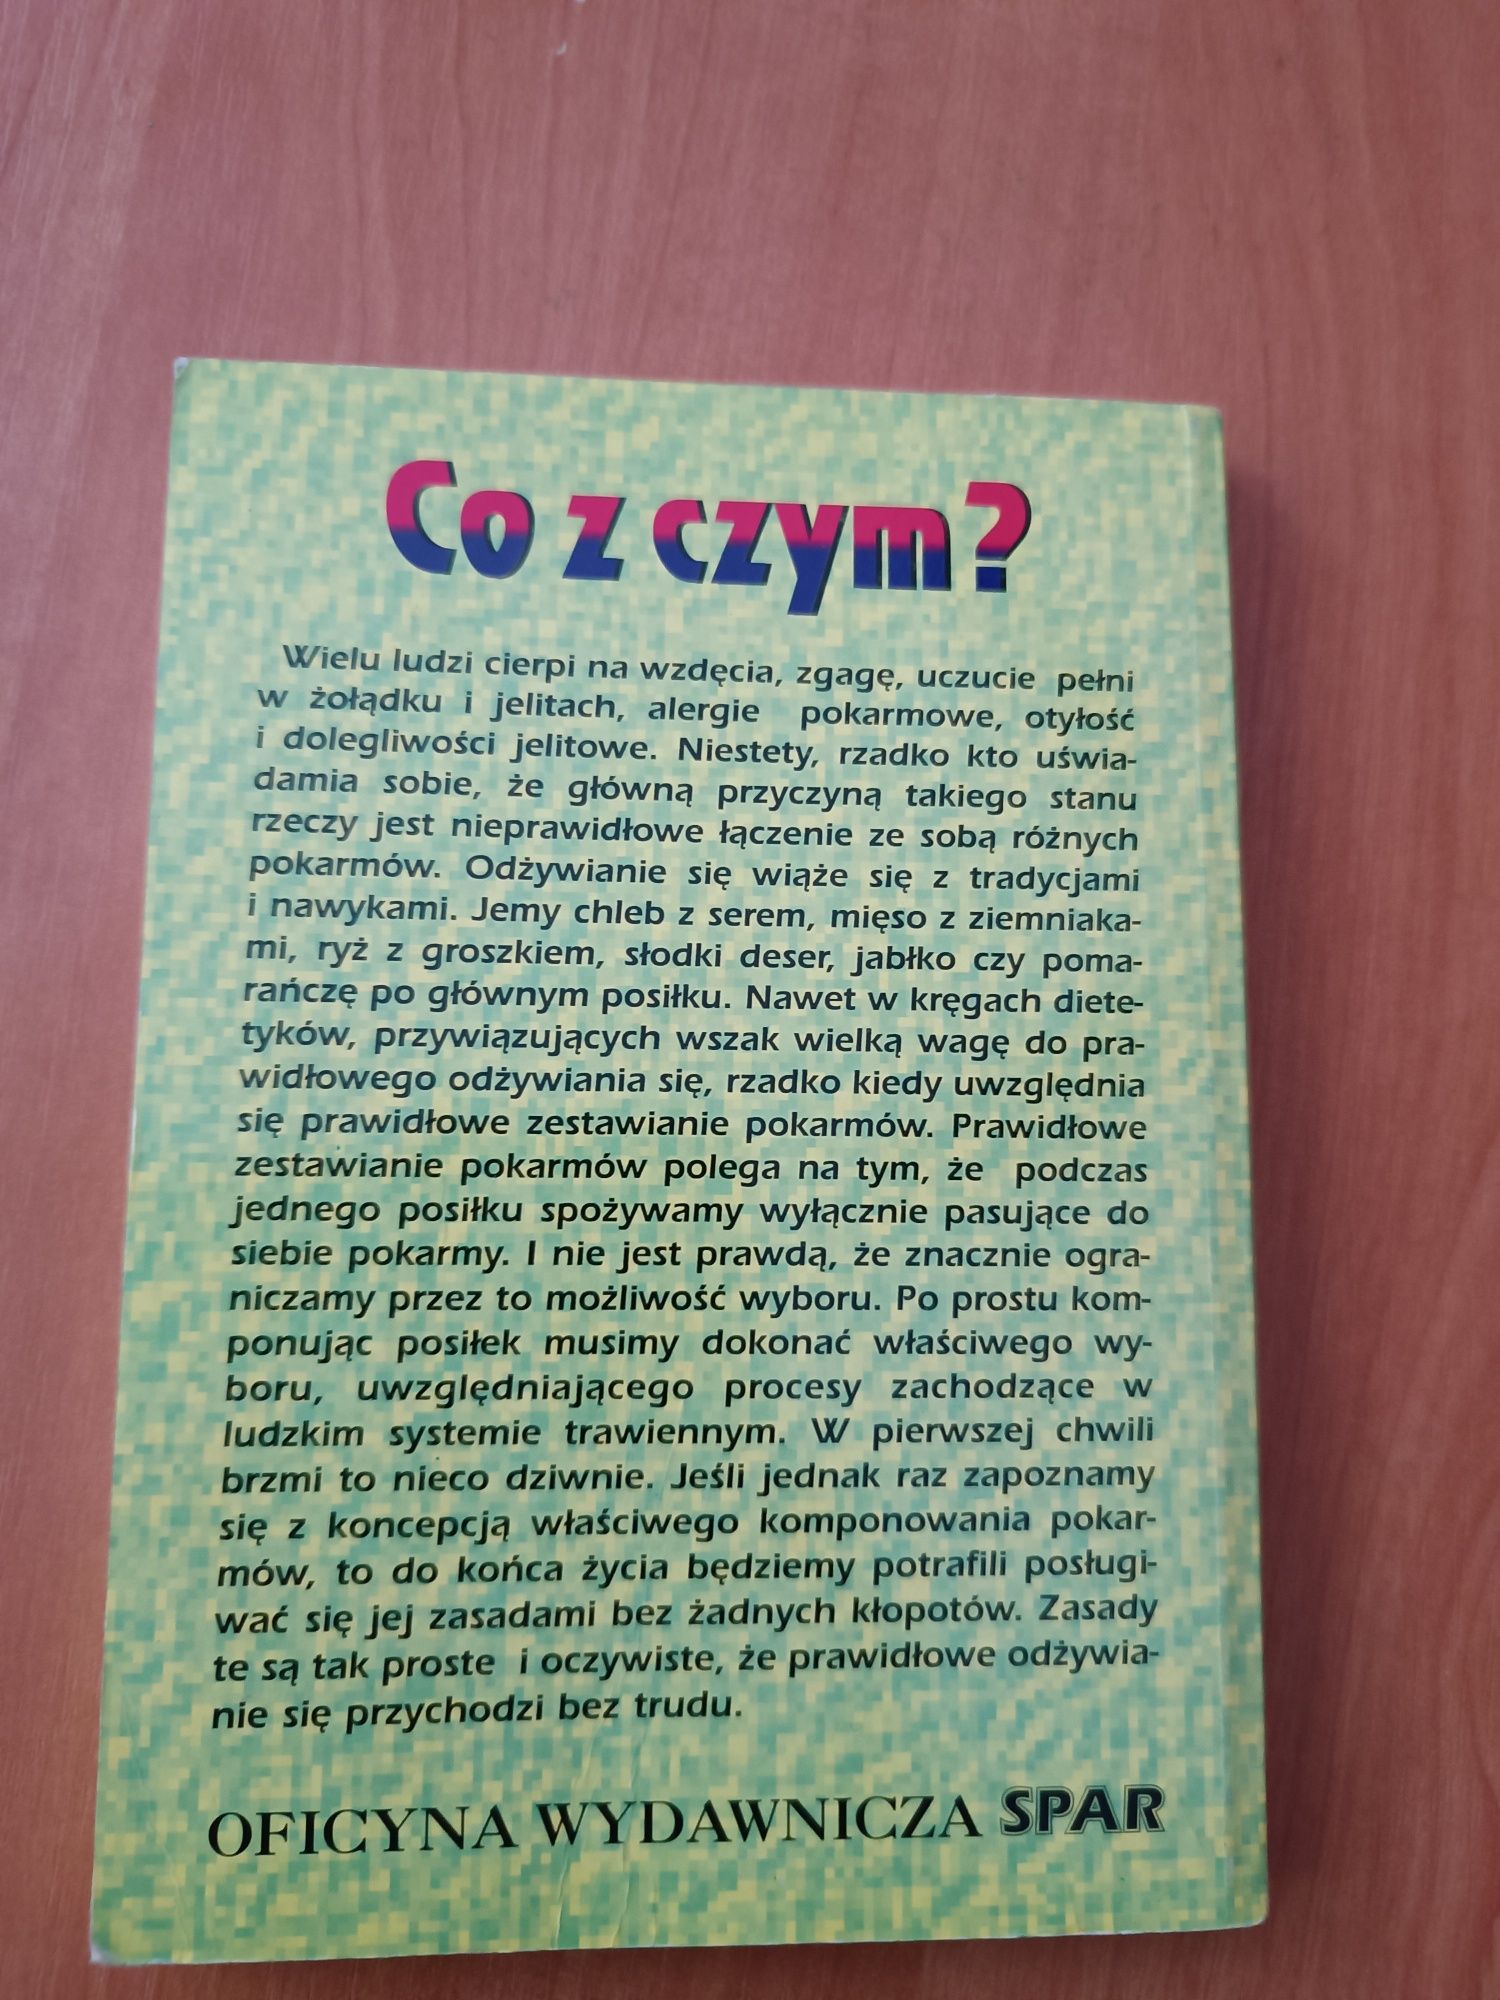 Co z czym?
Wielu ludzi cierpi na wzdęcia, zgagę, uczucie pełni
w żołądku i jelitach, alergie pokarmowe, otyłość
i dolegliwości jelitowe. Niestety, rzadko kto uświa-
damia sobie, że główną przyczyną takiego stanu
rzeczy jest nieprawidłowe łączenie ze sobą różnych
pokarmów. Odżywianie się wiąże się z tradycjami
i nawykami. Jemy chleb z serem, mięso z ziemniaka-
mi, ryż z groszkiem, słodki deser, jabłko czy poma-
rańczę po głównym posiłku. Nawet w kręgach diete-
tyków, przywiązujących wszak wielką wagę do pra-
widłowego odżywiania się, rzadko kiedy uwzględnia
się prawidłowe zestawianie pokarmów. Prawidłowe
zestawianie pokarmów polega na tym, że podczas
jednego posiłku spożywamy wyłącznie pasujące do
siebie pokarmy. I nie jest prawdą, że znacznie ogra-
niczamy przez to możliwość wyboru. Po prostu kom-
ponując posiłek musimy dokonać właściwego wy-
boru, uwzględniającego procesy zachodzące w
ludzkim systemie trawiennym. W pierwszej chwili
brzmi to nieco dziwnie. Jeśli jednak raz zapoznamy
się z koncepcją właściwego komponowania pokar-
mów, to do końca życia będziemy potrafili posługi-
wać się jej zasadami bez żadnych kłopotów. Zasady
te są tak proste i oczywiste, że prawidłowe odżywia-
nie się przychodzi bez trudu.
OFICYNA WYDAWNICZA SPAR